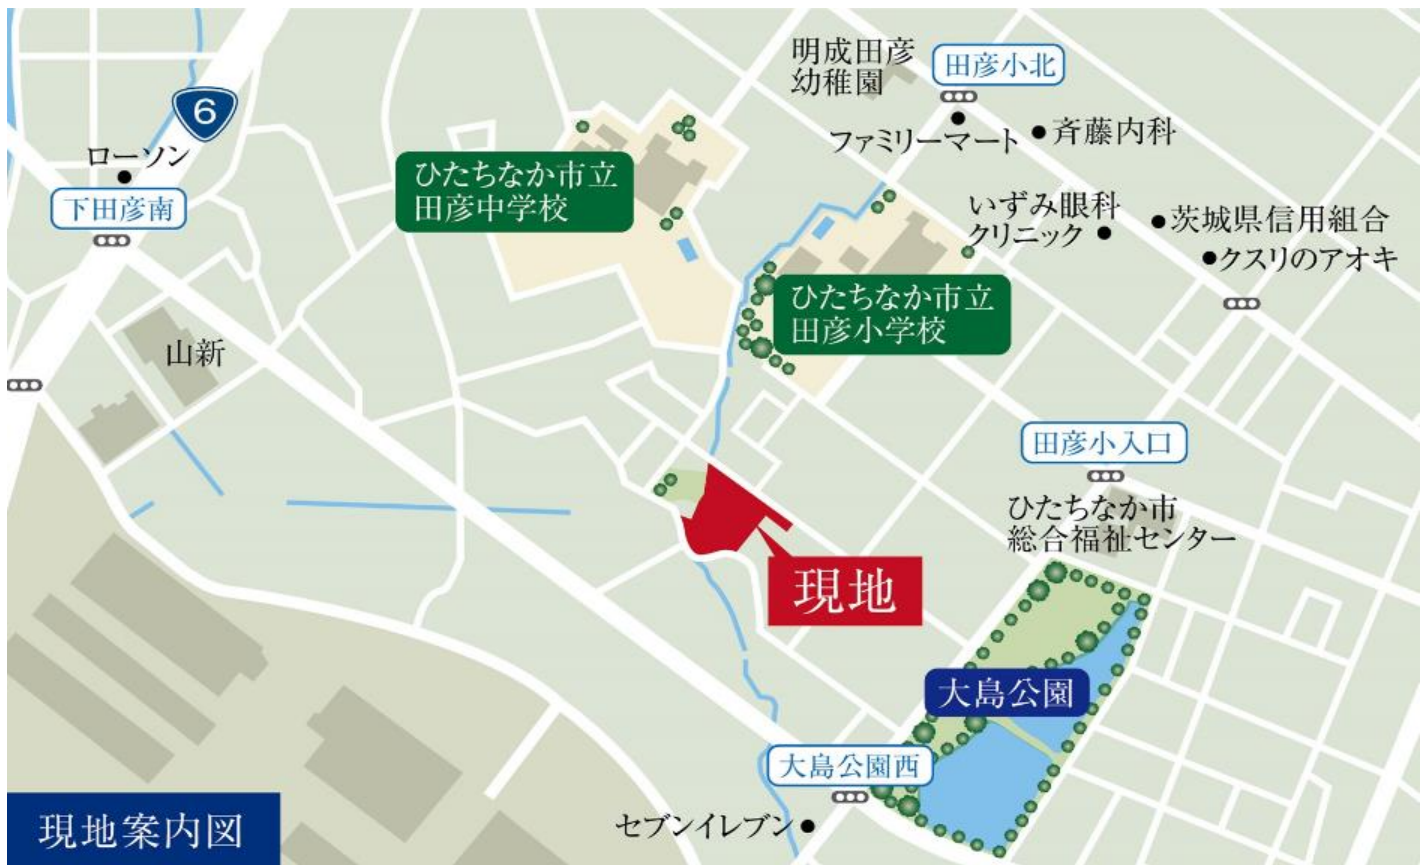 明成田彦
幼稚園
田彦小北
6
ファミリーマート
斉藤内科
ローソン
ひたちなか市立
田彦中学校
下田彦南
いずみ眼科
クリニック
茨城県信用組合
クスリのアオキ
ひたちなか市立
田彦小学校
山新
田彦小入口
ひたちなか市
総合福祉センター
現地
大島公園
大島公園西
セブンイレブン
現地案内図